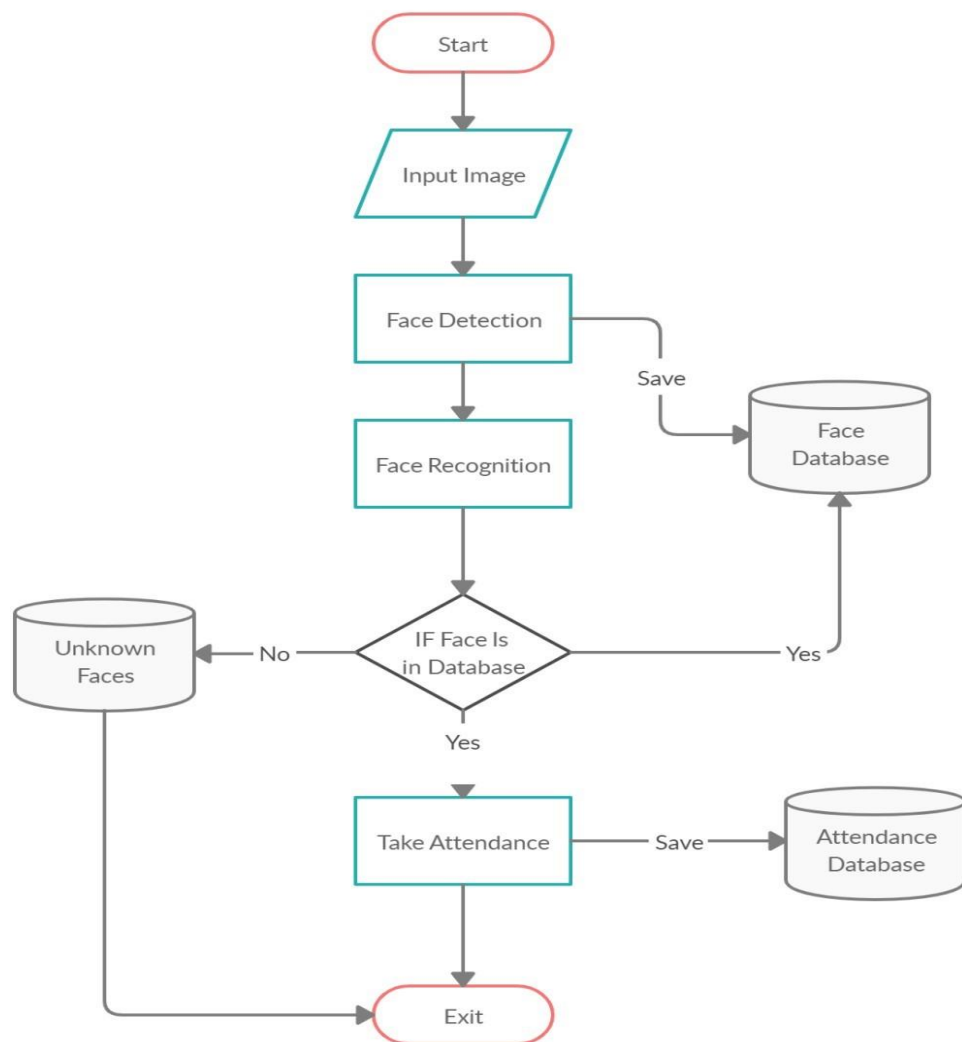 Start
Input Image
Face Detection
Save
Face
Database
Face Recognition
Unknown
Faces
No
IF Face Is
in Database
Yes
Yes
Take Attendance
Save
Attendance
Database
Exit